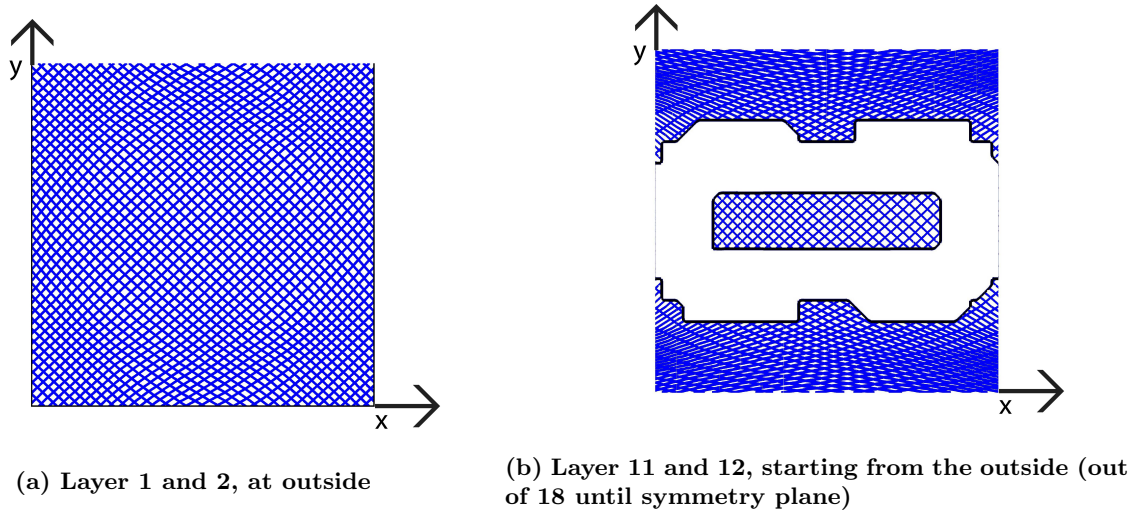 y
x
y
x
(a) Layer 1 and 2, at outside
(b) Layer 11 and 12, starting from the outside (out
of 18 until symmetry plane)